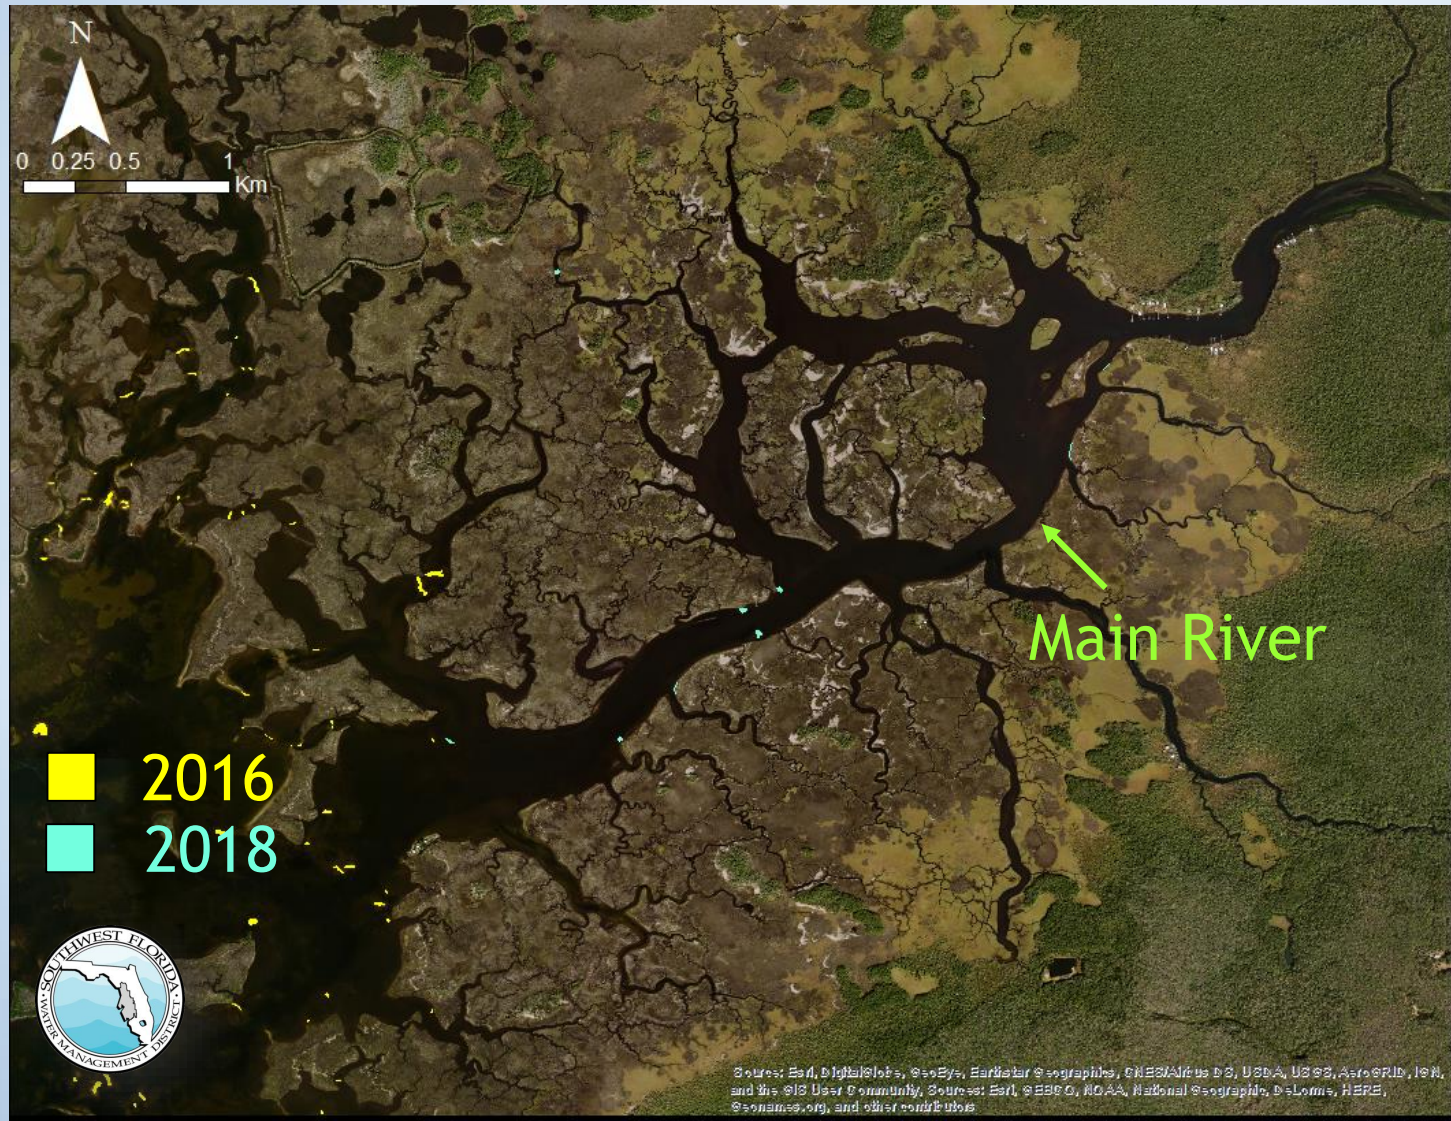 N
0 0.25 0.5 1
Km
Main River
2016
2018
SOUTHWEST FLORIDA
WATER MANAGEMENT DISTRICT
Source: Esri, DigitalGlobe, GeoEye, Earthstar Geographics, CNES/Airbus DS, USDA, USGS, AeroGRID, IGN,
and the GIS User Community, Sources: Esri, GEBCO, NOAA, National Geographic, DeLorme, HERE,
Geonames.org, and other contributors